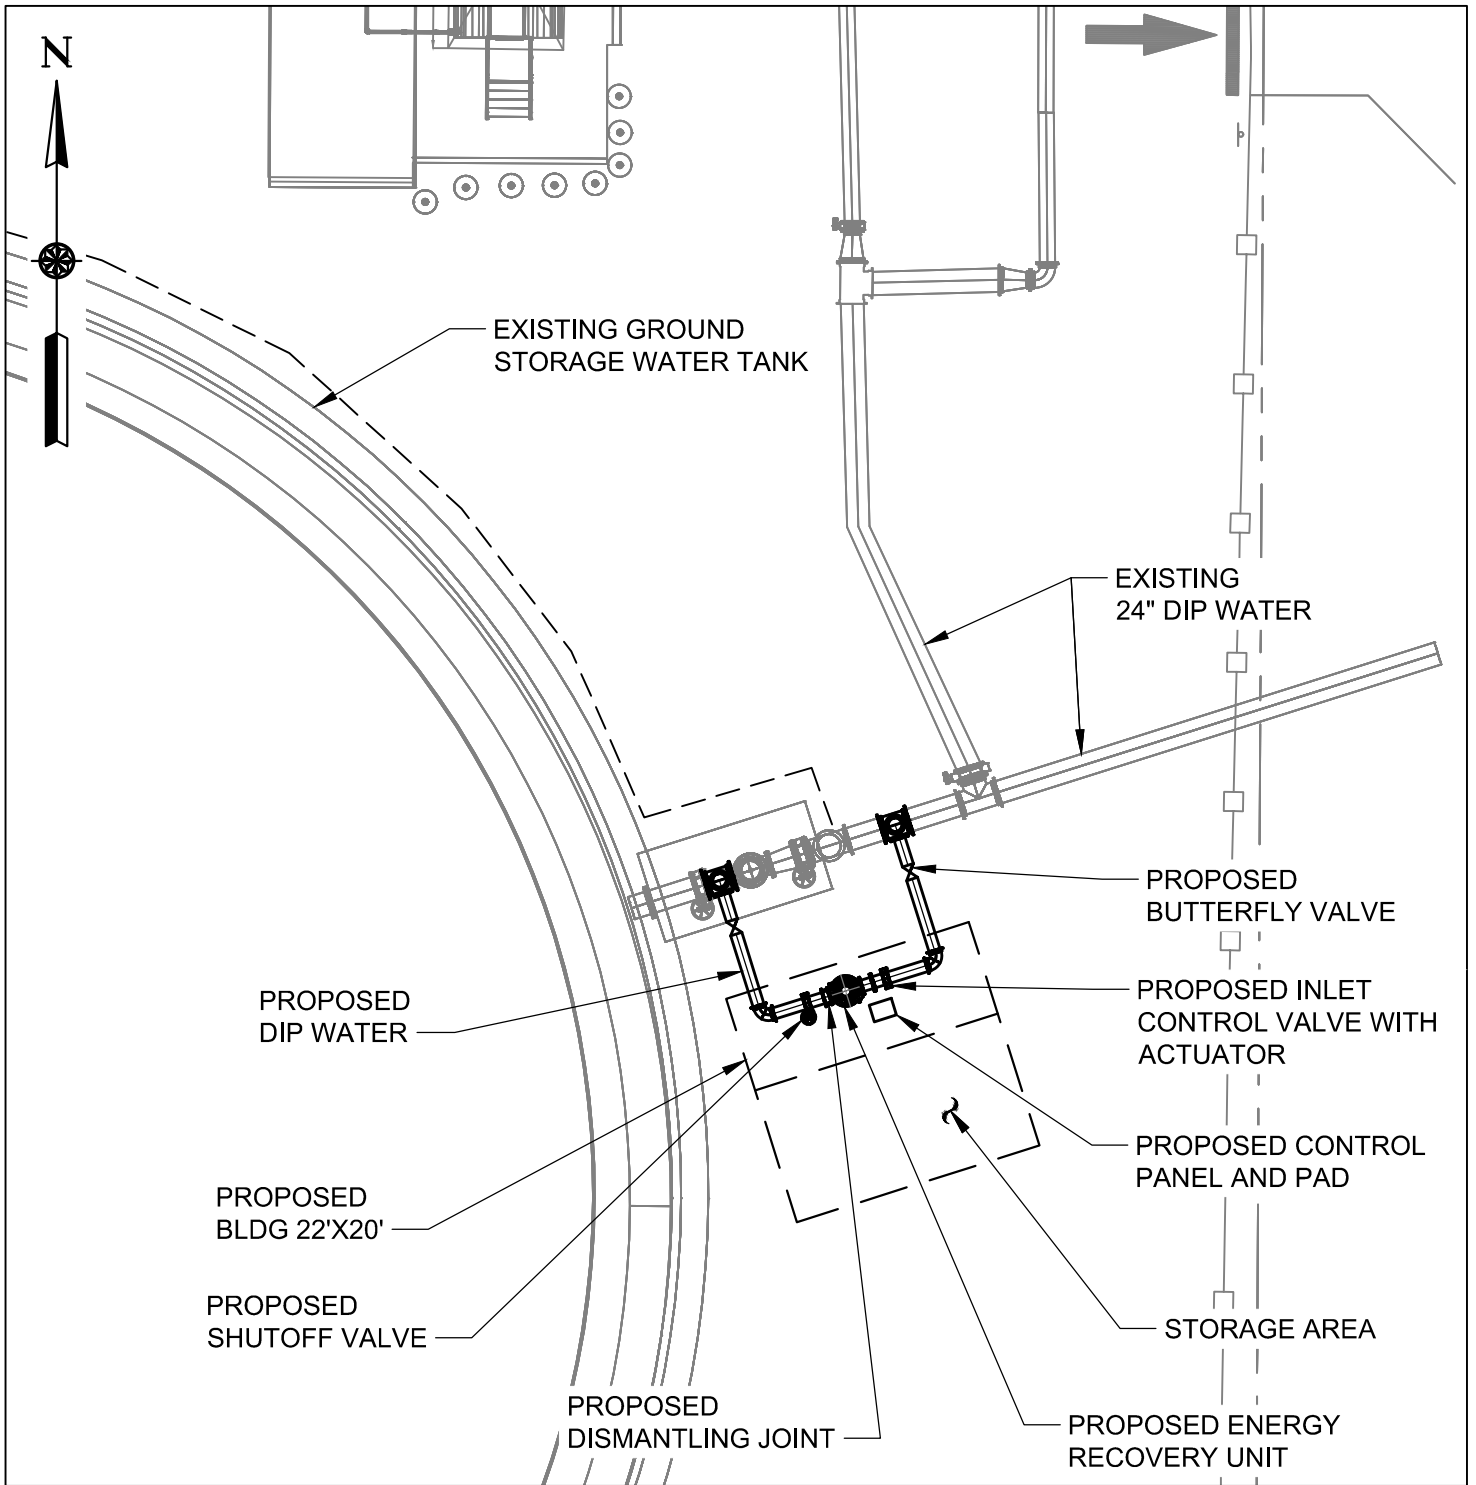 N
EXISTING GROUND
STORAGE WATER TANK
EXISTING
24" DIP WATER
PROPOSED
BUTTERFLY VALVE
PROPOSED
DIP WATER
PROPOSED INLET
CONTROL VALVE WITH
ACTUATOR
PROPOSED CONTROL
PANEL AND PAD
PROPOSED
BLDG 22'X20'
PROPOSED
SHUTOFF VALVE
STORAGE AREA
PROPOSED
DISMANTLING JOINT
PROPOSED ENERGY
RECOVERY UNIT